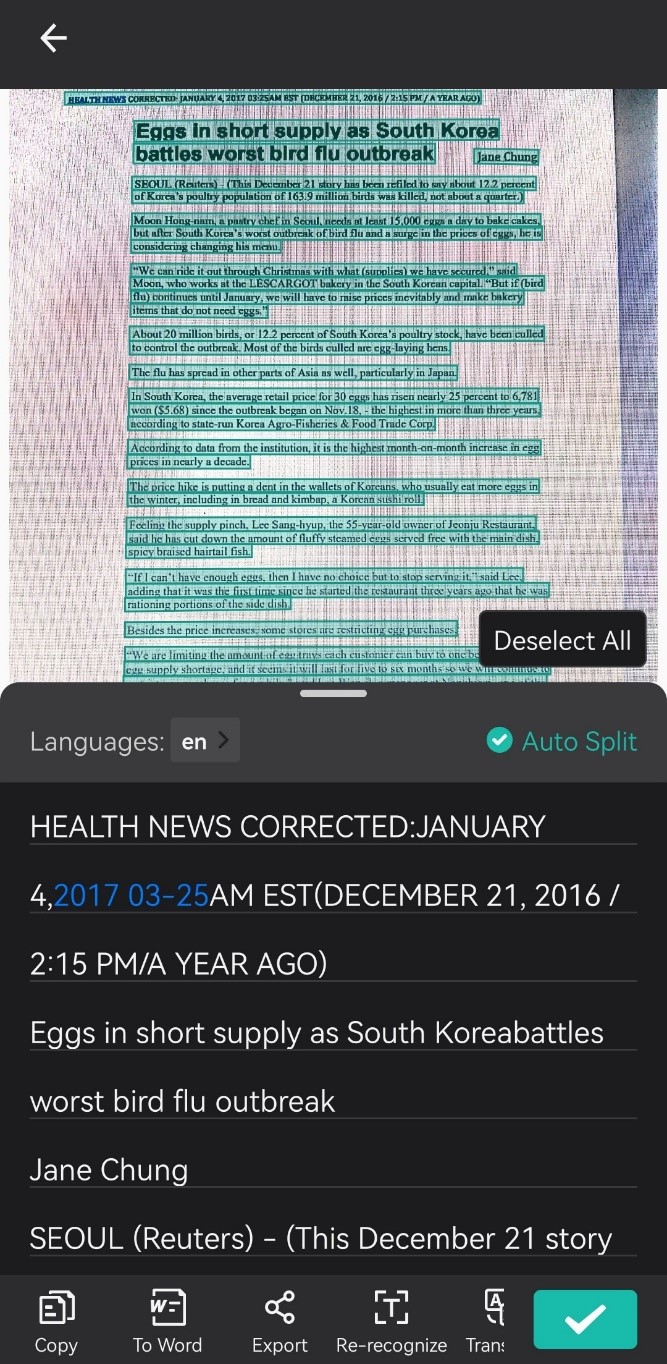 HEALTH NEWS CORRECTED: JANUARY 4, 2017 03:25AM EST (DECEMBER 21, 2016 / 2:15 PM / A YEAR AGO)
Eggs in short supply as South Korea
battles worst bird flu outbreak
Jane Chung
SEOUL (Reuters) - (This December 21 story has been refiled to say about 12.2 percent
of Korea's poultry population of 163.9 million birds was killed, not about a quarter.)
Moon Hong-nam, a pastry chef in Seoul, needs at least 15,000 eggs a day to bake cakes,
but after South Korea's worst outbreak of bird flu and a surge in the prices of eggs, he is
considering changing his menu.
"We can ride it out through Christmas with what (supplies) we have secured," said
Moon, who works at the LESCARGOT bakery in the South Korean capital. "But if (bird
flu) continues until January, we will have to raise prices inevitably and make bakery
items that do not need eggs."
About 20 million birds, or 12.2 percent of South Korea's poultry stock, have been culled
to control the outbreak. Most of the birds culled are egg-laying hens.
The flu has spread in other parts of Asia as well, particularly in Japan.
In South Korea, the average retail price for 30 eggs has risen nearly 25 percent to 6,781
won ($5.68) since the outbreak began on Nov.18, - the highest in more than three years,
according to state-run Korea Agro-Fisheries & Food Trade Corp.
According to data from the institution, it is the highest month-on-month increase in egg
prices in nearly a decade.
The price hike is putting a dent in the wallets of Koreans, who usually eat more eggs in
the winter, including in bread and kimbap, a Korean sushi roll.
Feeling the supply pinch, Lee Sang-hyup, the 55-year-old owner of Jeonju Restaurant,
said he has cut down the amount of fluffy steamed eggs served free with the main dish,
spicy braised hairtail fish.
"If I can't have enough eggs, then I have no choice but to stop serving it," said Lee,
adding that it was the first time since he started the restaurant three years ago that he was
rationing portions of the side dish.
Besides the price increases, some stores are restricting egg purchases.
"We are limiting the amount of egg trays each customer can buy to one
egg supply shortage, and it seems it will last for five to six months so we will continue to
Deselect All
Languages: en >
Auto Split
HEALTH NEWS CORRECTED:JANUARY
4,2017 03-25AM EST(DECEMBER 21, 2016 /
2:15 PM/A YEAR AGO)
Eggs in short supply as South Koreabattles
worst bird flu outbreak
Jane Chung
SEOUL (Reuters) - (This December 21 story
Copy To Word Export Re-recognize Trans